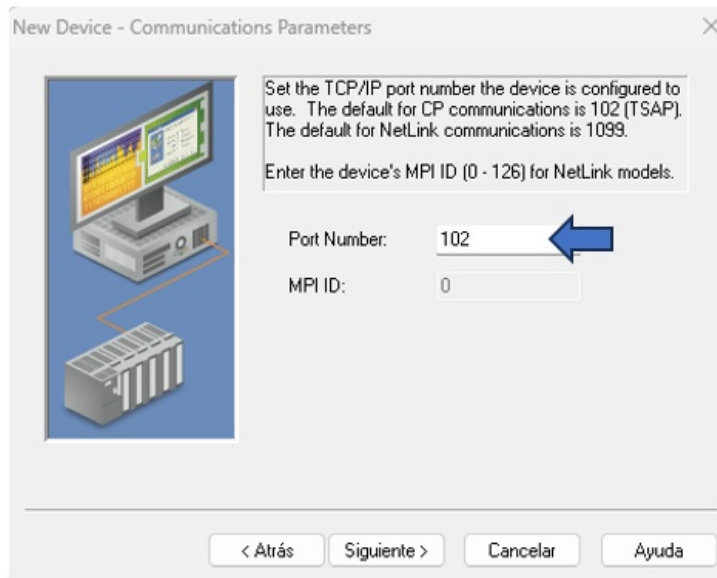 New Device - Communications Parameters
Set the TCP/IP port number the device is configured to
use.  The default for CP communications is 102 (TSAP).
The default for NetLink communications is 1099.
Enter the device's MPI ID (0 - 126) for NetLink models.
Port Number: 102
MPI ID: 0
< Atrás Siguiente > Cancelar Ayuda